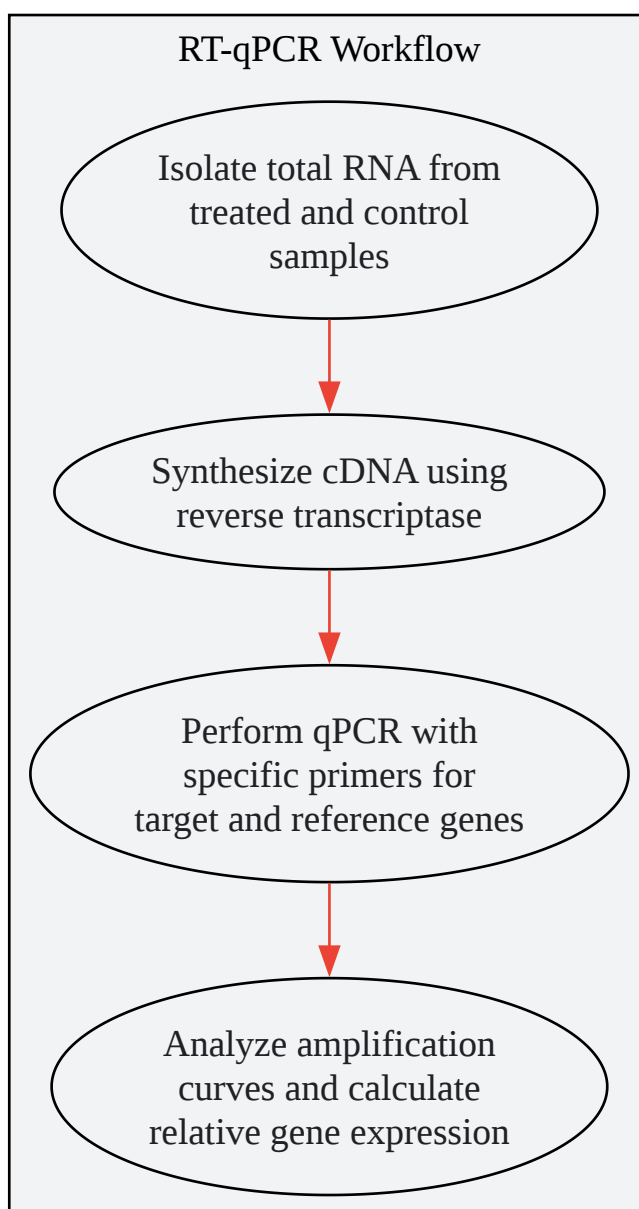 RT-qPCR Workflow
Isolate total RNA from
treated and control
samples
Synthesize cDNA using
reverse transcriptase
Perform qPCR with
specific primers for
target and reference genes
Analyze amplification
curves and calculate
relative gene expression